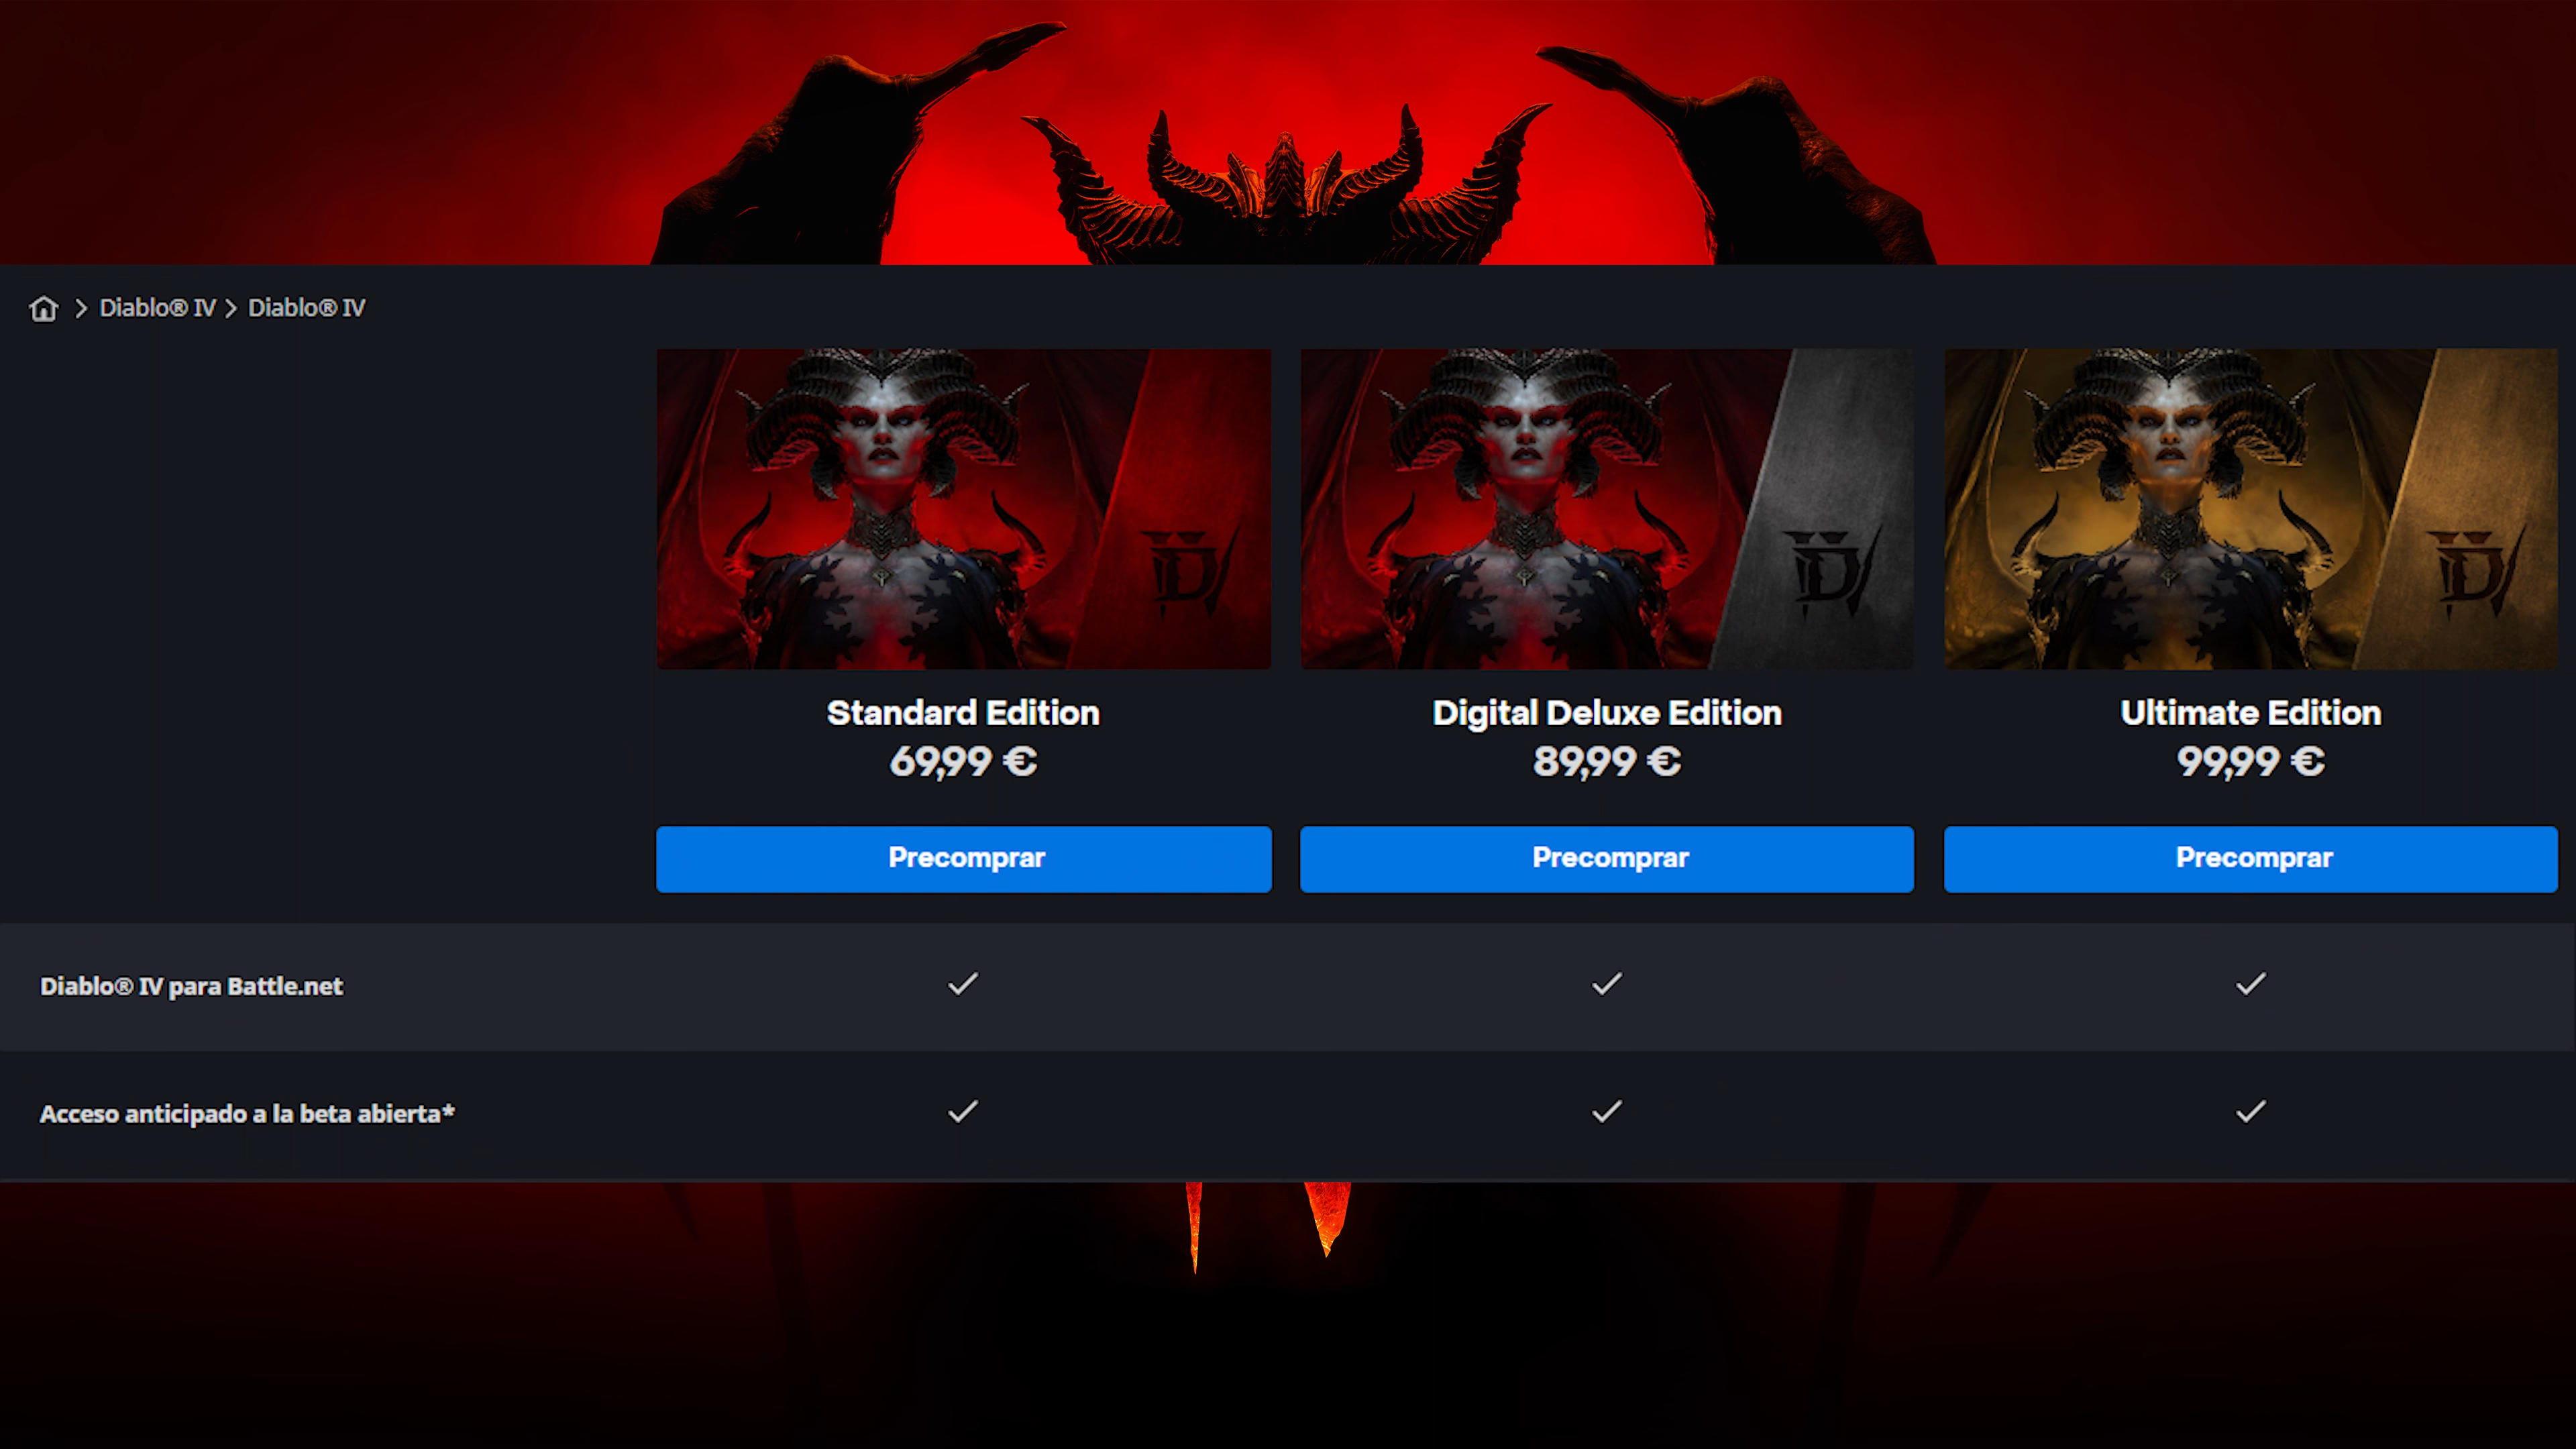 Diablo® IV > Diablo® IV
Standard Edition
69,99 €
Precomprar
Digital Deluxe Edition
89,99 €
Precomprar
Ultimate Edition
99,99 €
Precomprar
Diablo® IV para Battle.net
Acceso anticipado a la beta abierta*